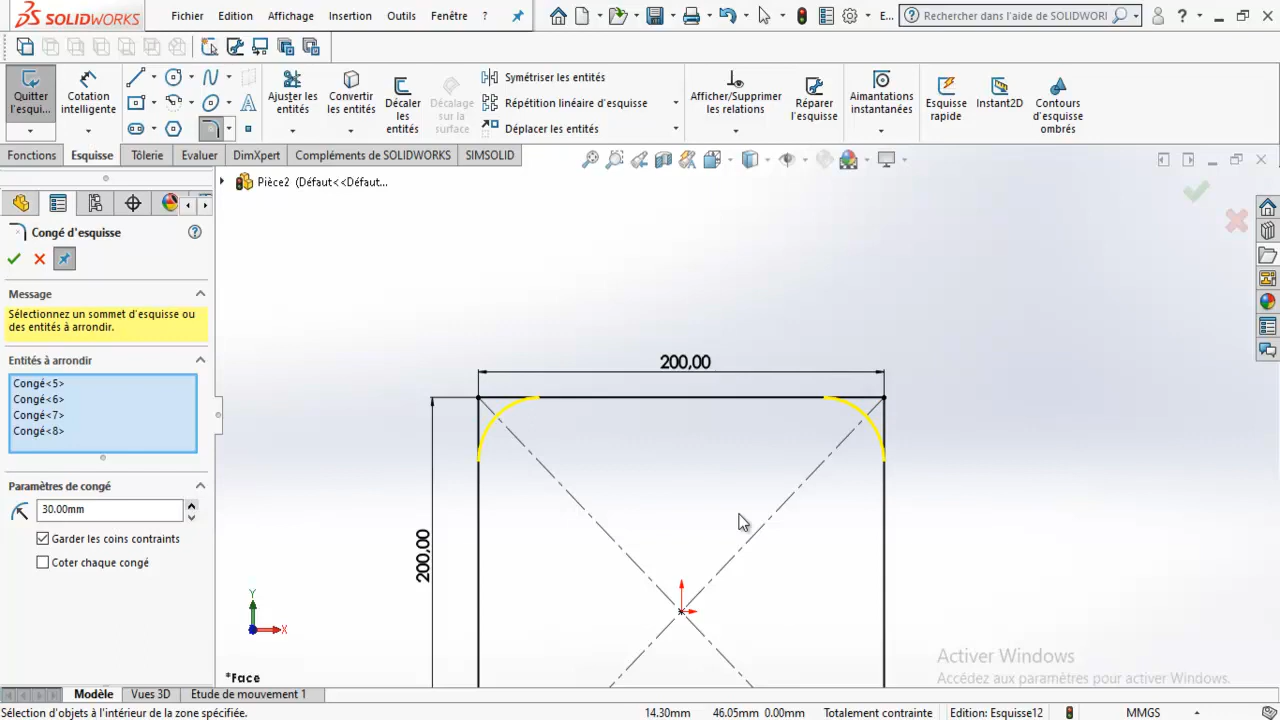 SOLIDWORKS
Fichier Edition Affichage Insertion Outils Fenêtre ?
E...
Rechercher dans l'aide de SOLIDWORI
?
Quitter l'esqui...
Cotation intelligente
Ajuster les entités
Convertir les entités
Décaler les entités
Décalage sur la surface
Symétriser les entités
Répétition linéaire d'esquisse
Déplacer les entités
Afficher/Supprimer les relations
Réparer l'esquisse
Aimantations instantanées
Esquisse rapide
Instant2D
Contours d'esquisse ombrés
Fonctions Esquisse Tôlerie Evaluer DimXpert Compléments de SOLIDWORKS SIMSOLID
Pièce2 (Défaut<<Défaut...
Congé d'esquisse
Message
Sélectionnez un sommet d'esquisse ou
des entités à arrondir.
Entités à arrondir
Congé<5>
Congé<6>
Congé<7>
Congé<8>
Paramètres de congé
30.00mm
Garder les coins contraints
Coter chaque congé
200,00
200,00
Y
X
*Face
Activer Windows
Accédez aux paramètres pour activer Windows.
Modèle Vues 3D Etude de mouvement 1
Sélection d'objets à l'intérieur de la zone spécifiée. 14.30mm 46.05mm 0.00mm Totalement contrainte Edition: Esquisse12 MMGS